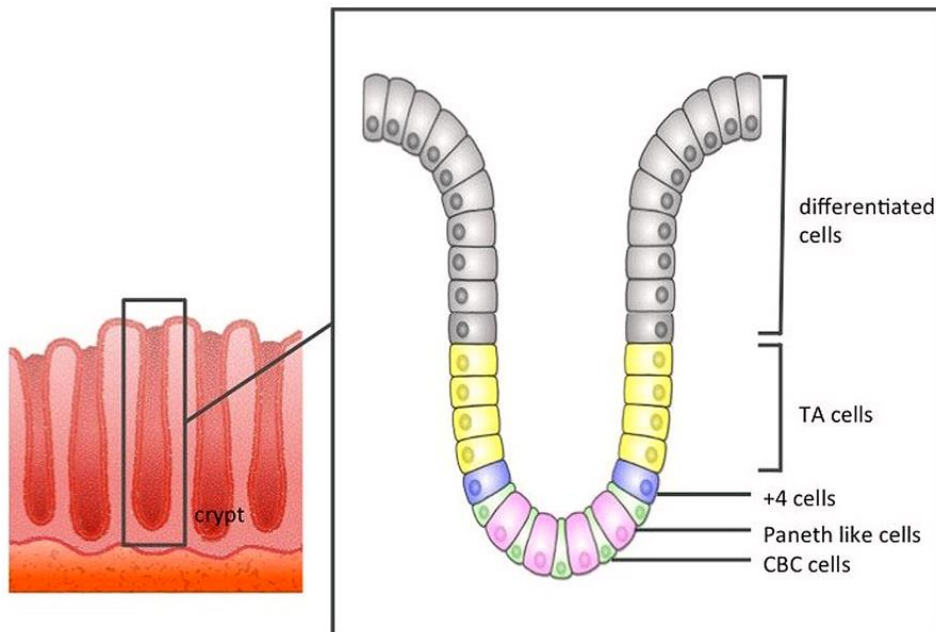 differentiated
cells
TA cells
+4 cells
crypt
Paneth like cells
CBC cells